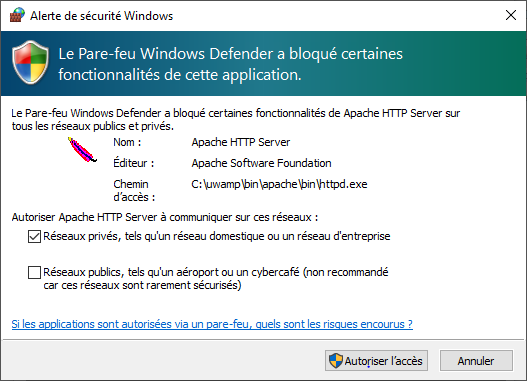 Alerte de sécurité Windows
Le Pare-feu Windows Defender a bloqué certaines
fonctionnalités de cette application.
Le Pare-feu Windows Defender a bloqué certaines fonctionnalités de Apache HTTP Server sur
tous les réseaux publics et privés.
Nom : Apache HTTP Server
Éditeur : Apache Software Foundation
Chemin C:\uwamp\bin\apache\bin\httpd.exe
d'accès :
Autoriser Apache HTTP Server à communiquer sur ces réseaux :
Réseaux privés, tels qu'un réseau domestique ou un réseau d'entreprise
Réseaux publics, tels qu'un aéroport ou un cybercafé (non recommandé
car ces réseaux sont rarement sécurisés)
Si les applications sont autorisées via un pare-feu, quels sont les risques encourus ?
Autoriser l'accès Annuler